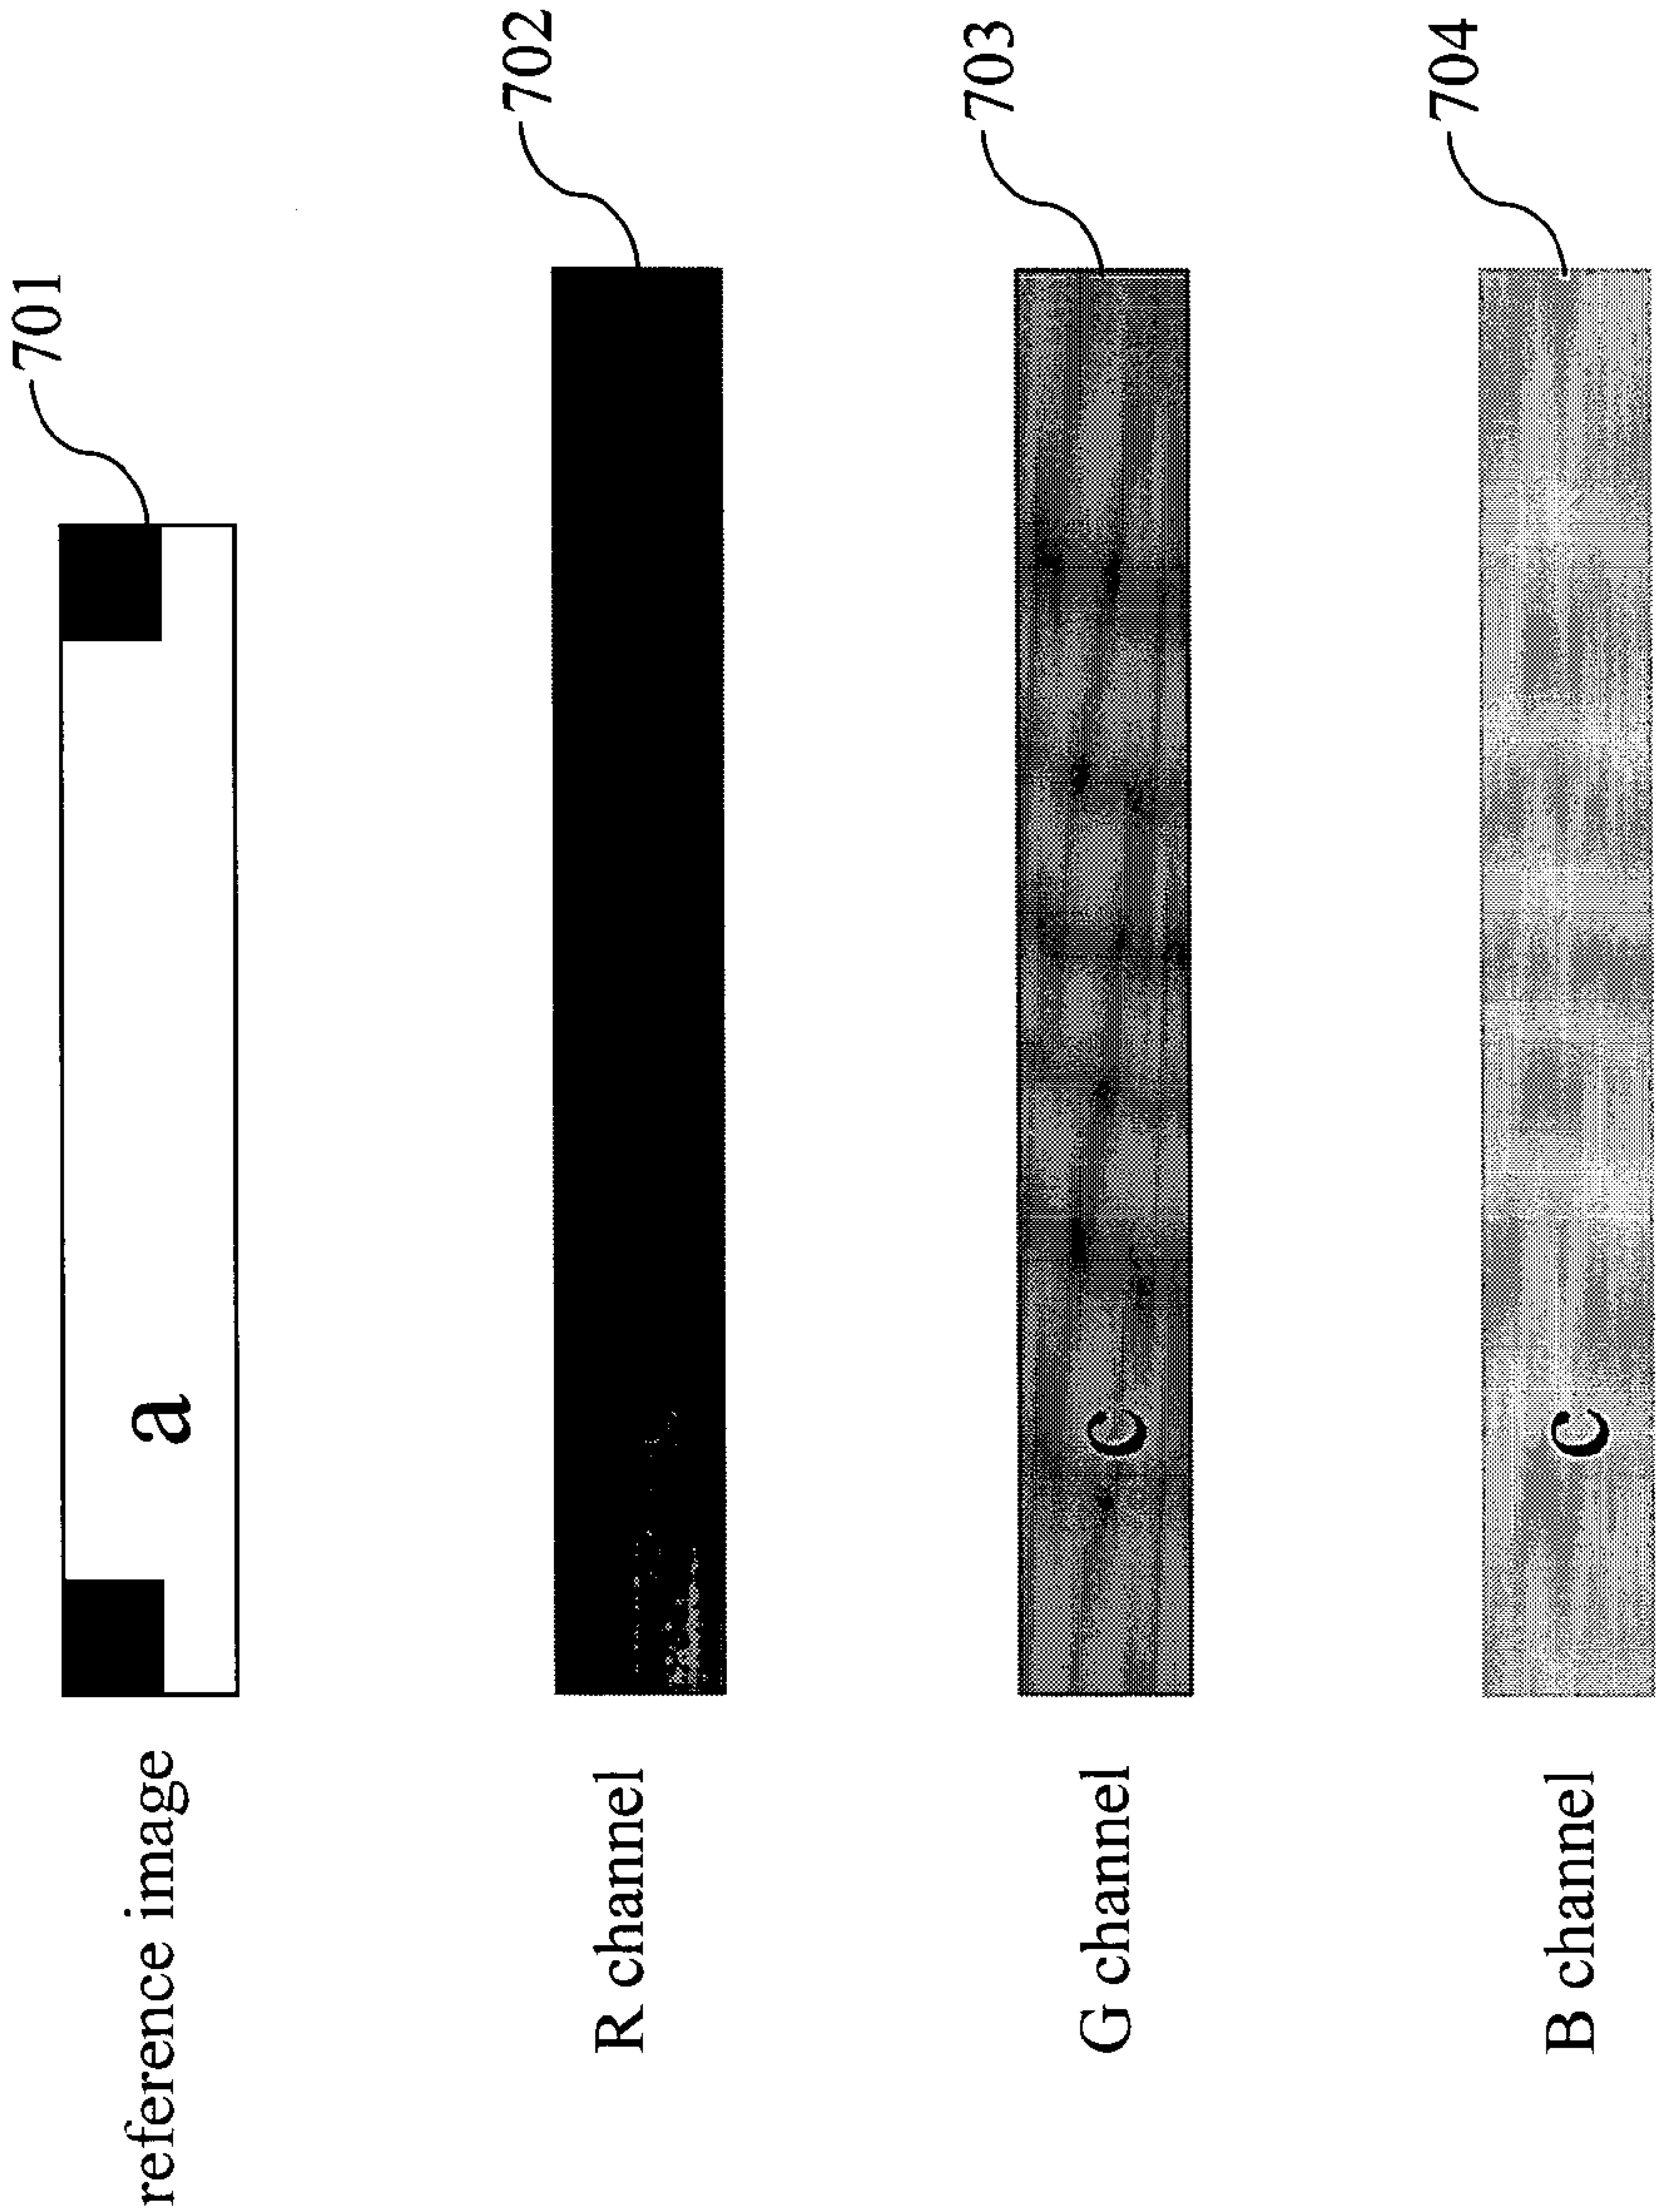 reference image
a
701
R channel
702
G channel
c
703
B channel
c
704